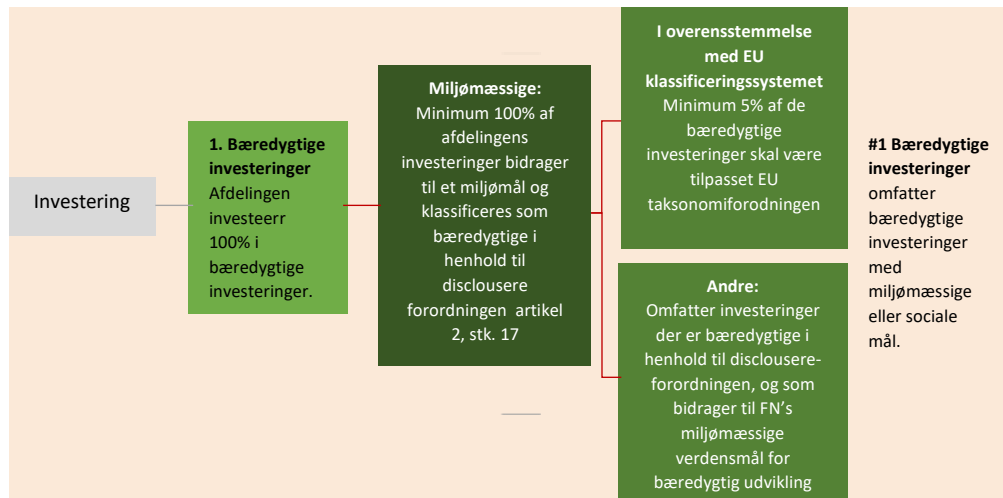 Investering
1. Bæredygtige
investeringer
Afdelingen
investeerr
100% i
bæredygtige
investeringer.
Miljømæssige:
Minimum 100% af
afdelingens
investeringer bidrager
til et miljømål og
klassificeres som
bæredygtige i
henhold til
disclousere
forordningen artikel
2, stk. 17
I overensstemmelse
med EU
klassificeringssystemet
Minimum 5% af de
bæredygtige
investeringer skal være
tilpasset EU
taksonomiforodningen
Andre:
Omfatter investeringer
der er bæredygtige i
henhold til disclousere-
forordningen, og som
bidrager til FN’s
miljømæssige
verdensmål for
bæredygtig udvikling
#1 Bæredygtige
investeringer
omfatter
bæredygtige
investeringer
med
miljømæssige
eller sociale
mål.